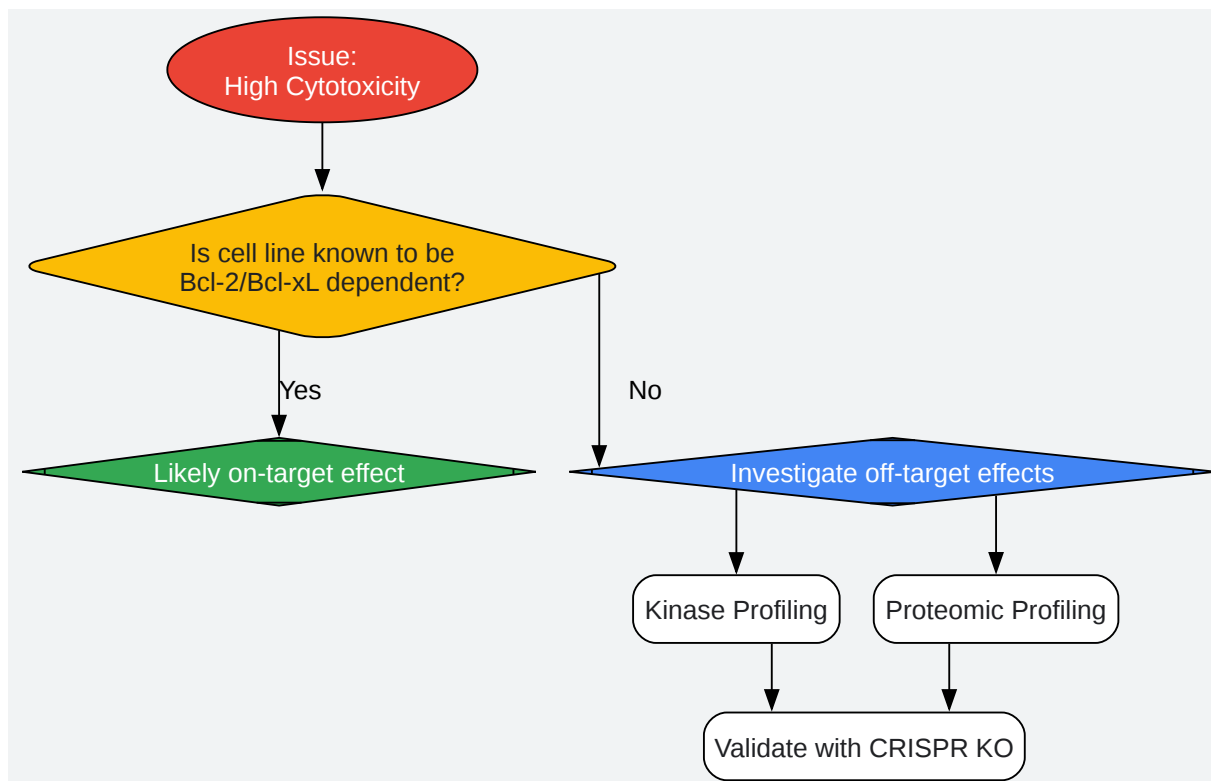 Issue:
High Cytotoxicity
Is cell line known to be
Bcl-2/Bcl-xL dependent?
Yes
No
Likely on-target effect
Investigate off-target effects
Kinase Profiling
Proteomic Profiling
Validate with CRISPR KO